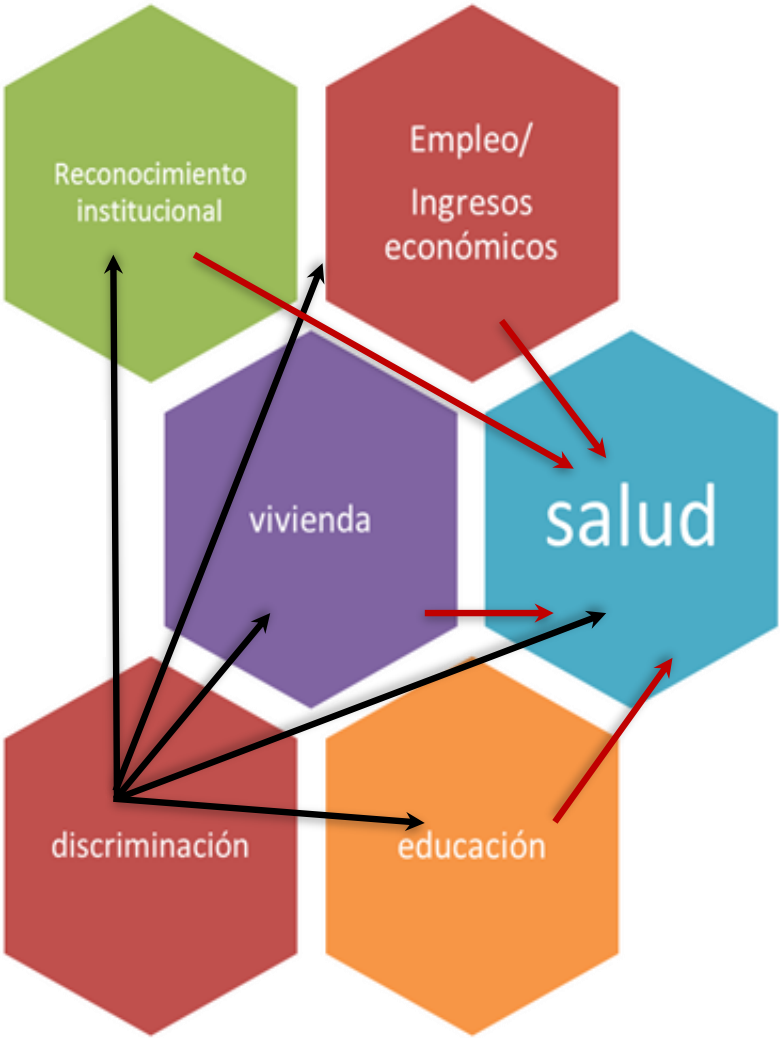 Reconocimiento
institucional
Empleo/
Ingresos
económicos
vivienda
salud
discriminación
educación